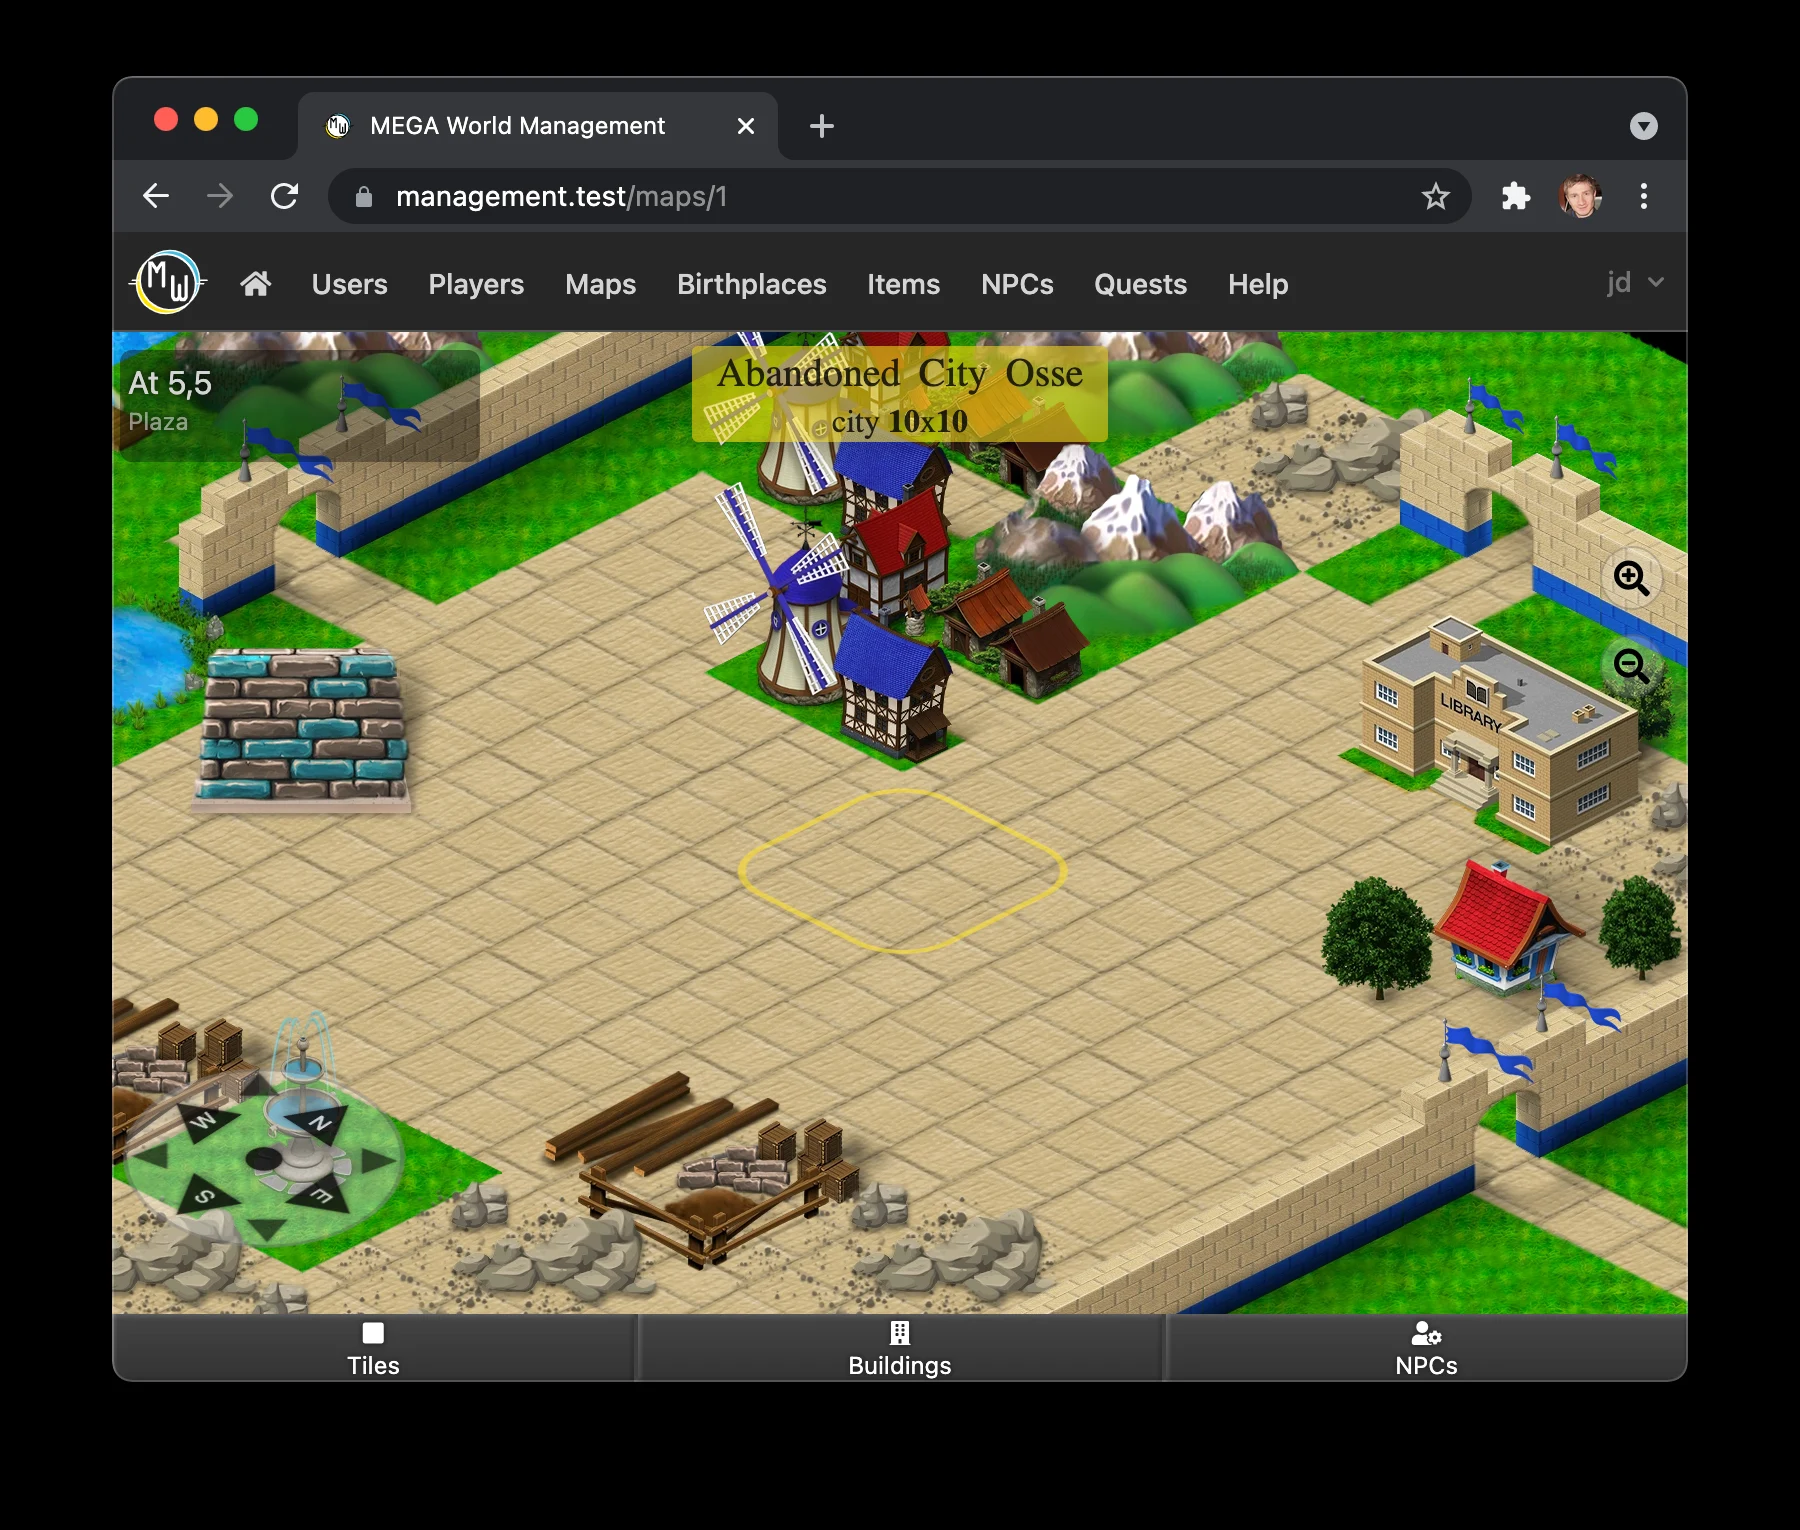 MEGA World Management
management.test/maps/1
MW
Users Players Maps Birthplaces Items NPCs Quests Help
jd
At 5,5
Plaza
Abandoned City Osse
city 10x10
LIBRARY
W N
S E
Tiles Buildings NPCs